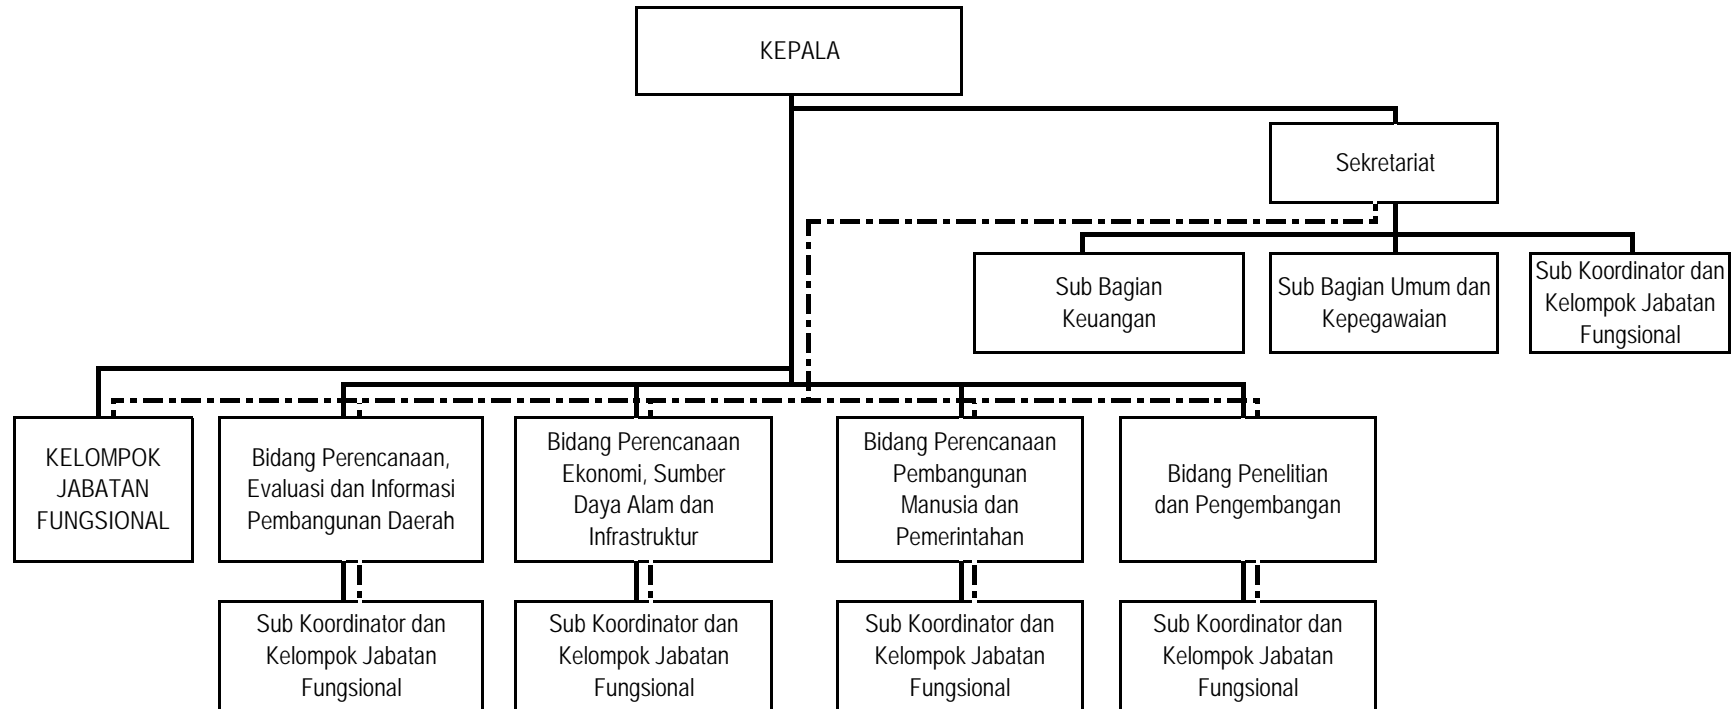 KEPALA
Sekretariat
Sub Bagian
Keuangan
Sub Bagian Umum dan
Kepegawaian
Sub Koordinator dan
Kelompok Jabatan
Fungsional
KELOMPOK
JABATAN
FUNGSIONAL
Bidang Perencanaan,
Evaluasi dan Informasi
Pembangunan Daerah
Bidang Perencanaan
Ekonomi, Sumber
Daya Alam dan
Infrastruktur
Bidang Perencanaan
Pembangunan
Manusia dan
Pemerintahan
Bidang Penelitian
dan Pengembangan
Sub Koordinator dan
Kelompok Jabatan
Fungsional
Sub Koordinator dan
Kelompok Jabatan
Fungsional
Sub Koordinator dan
Kelompok Jabatan
Fungsional
Sub Koordinator dan
Kelompok Jabatan
Fungsional